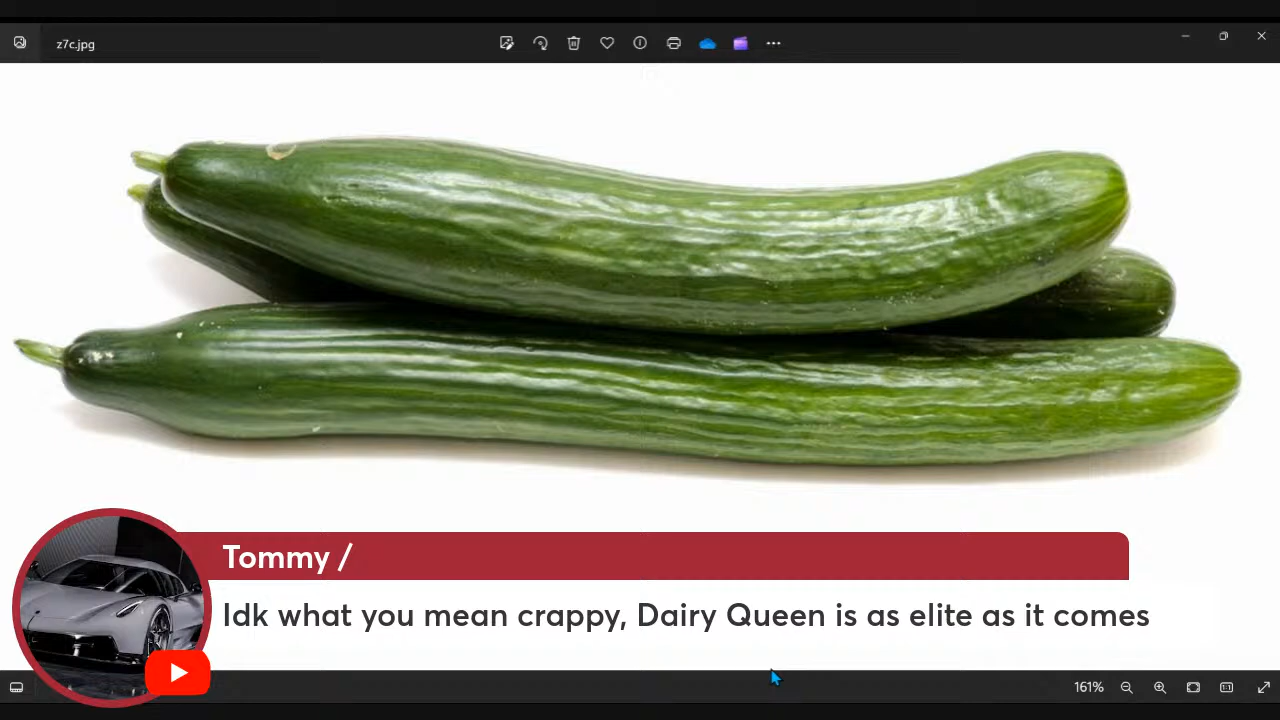 z7c.jpg
Tommy /
Idk what you mean crappy, Dairy Queen is as elite as it comes
161%